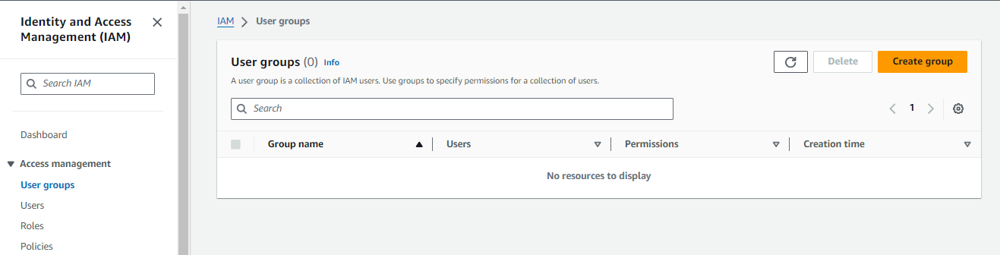 Identity and Access
Management (IAM)
Search IAM
Dashboard
Access management
User groups
Users
Roles
Policies
IAM
User groups
User groups (0) Info
A user group is a collection of IAM users. Use groups to specify permissions for a collection of users.
Delete
Create group
Search
1
Group name
Users
Permissions
Creation time
No resources to display